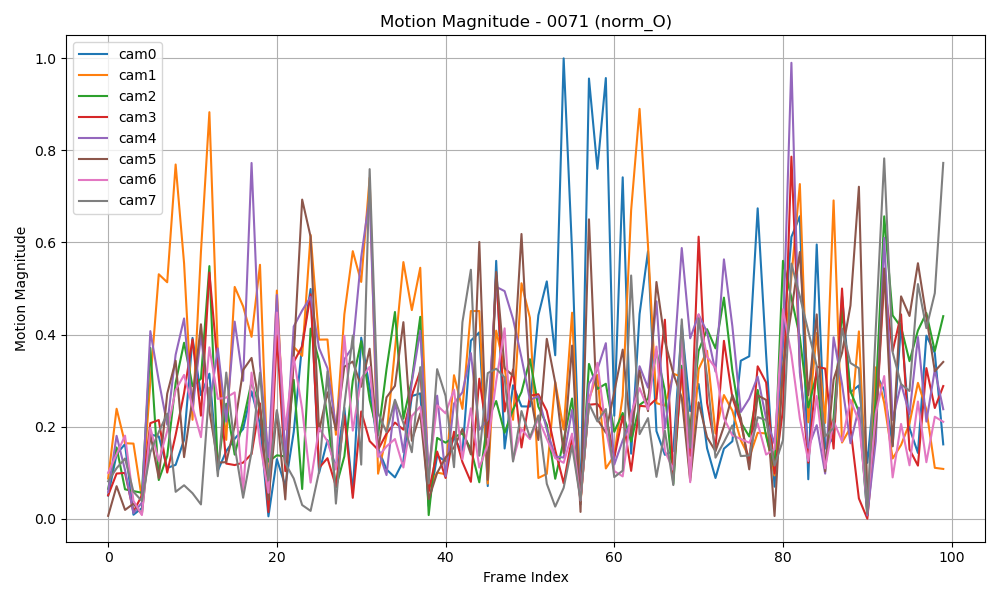 Motion Magnitude - 0071 (norm_O)
Motion Magnitude
1.0
0.8
0.6
0.4
0.2
0.0
cam0
cam1
cam2
cam3
cam4
cam5
cam6
cam7
0 20 40 60 80 100
Frame Index